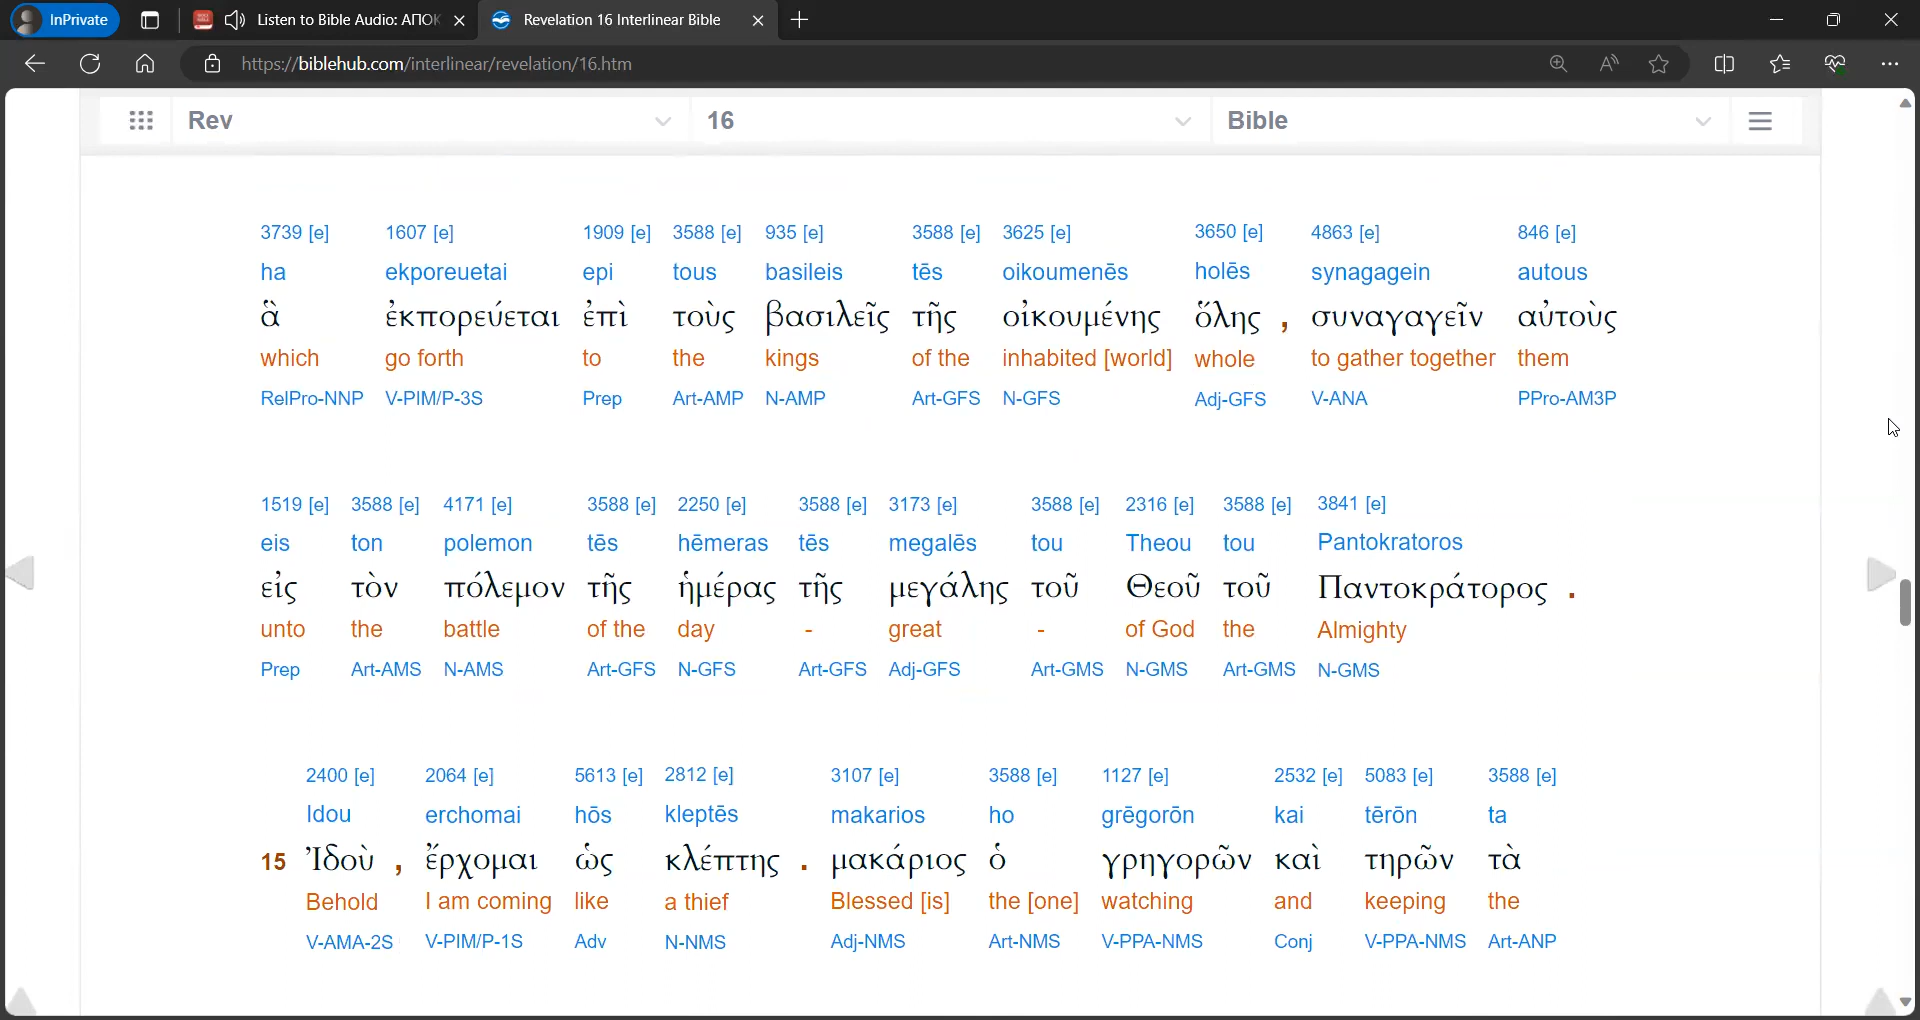 InPrivate Listen to Bible Audio: ΑΠΟΚ Revelation 16 Interlinear Bible
https://biblehub.com/interlinear/revelation/16.htm
Rev 16 Bible
3739 [e] 1607 [e] 1909 [e] 3588 [e] 935 [e] 3588 [e] 3625 [e] 3650 [e] 4863 [e] 846 [e]
ha ekporeuetai epi tous basileis tēs oikoumenēs holēs synagagein autous
ἃ ἐκπορεύεται ἐπὶ τοὺς βασιλεῖς τῆς οἰκουμένης ὅλης , συναγαγεῖν αὐτοὺς
which go forth to the kings of the inhabited [world] whole to gather together them
RelPro-NNP V-PIM/P-3S Prep Art-AMP N-AMP Art-GFS N-GFS Adj-GFS V-ANA PPro-AM3P
1519 [e] 3588 [e] 4171 [e] 3588 [e] 2250 [e] 3588 [e] 3173 [e] 3588 [e] 2316 [e] 3588 [e] 3841 [e]
eis ton polemon tēs hēmeras tēs megalēs tou Theou tou Pantokratoros
εἰς τὸν πόλεμον τῆς ἡμέρας τῆς μεγάλης τοῦ Θεοῦ τοῦ Παντοκράτορος .
unto the battle of the day - great - of God the Almighty
Prep Art-AMS N-AMS Art-GFS N-GFS Art-GFS Adj-GFS Art-GMS N-GMS Art-GMS N-GMS
2400 [e] 2064 [e] 5613 [e] 2812 [e] 3107 [e] 3588 [e] 1127 [e] 2532 [e] 5083 [e] 3588 [e]
Idou erchomai hōs kleptēs makarios ho grēgorōn kai tērōn ta
15 Ἰδοὺ , ἔρχομαι ὡς κλέπτης . μακάριος ὁ γρηγορῶν καὶ τηρῶν τὰ
Behold I am coming like a thief Blessed [is] the [one] watching and keeping the
V-AMA-2S V-PIM/P-1S Adv N-NMS Adj-NMS Art-NMS V-PPA-NMS Conj V-PPA-NMS Art-ANP